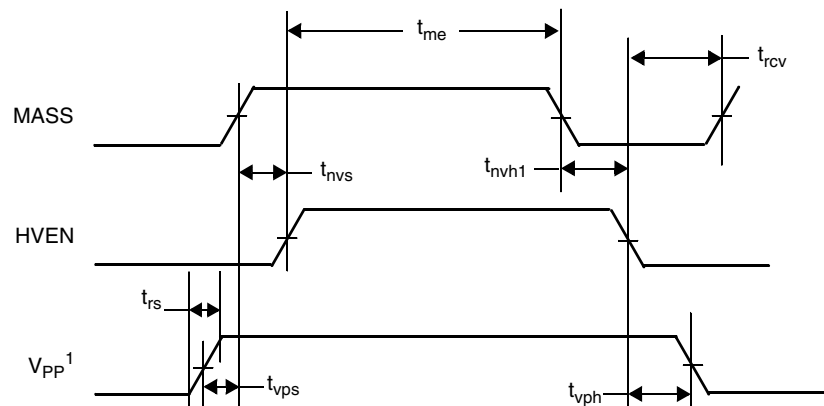 t_me
t_rcv
MASS
t_nvs
t_nvh1
HVEN
t_rs
V_PP^1
t_vps
t_vph